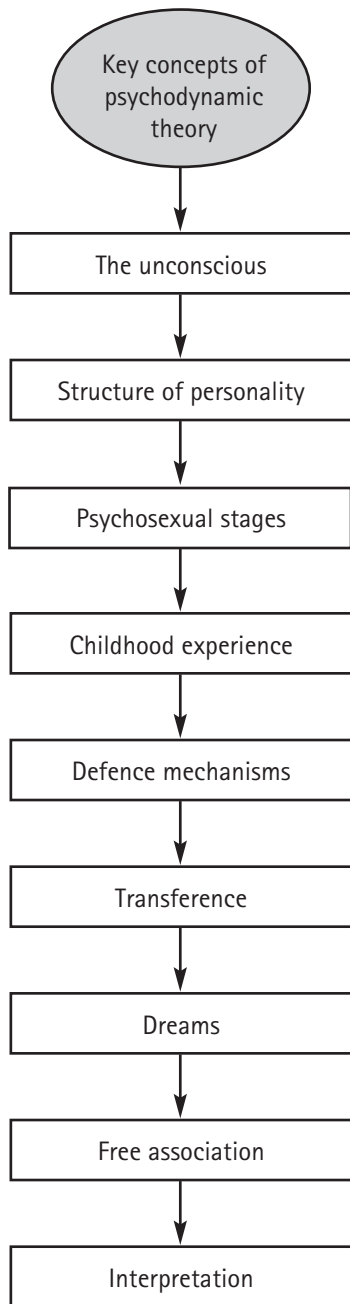 Key concepts of
psychodynamic
theory
The unconscious
Structure of personality
Psychosexual stages
Childhood experience
Defence mechanisms
Transference
Dreams
Free association
Interpretation